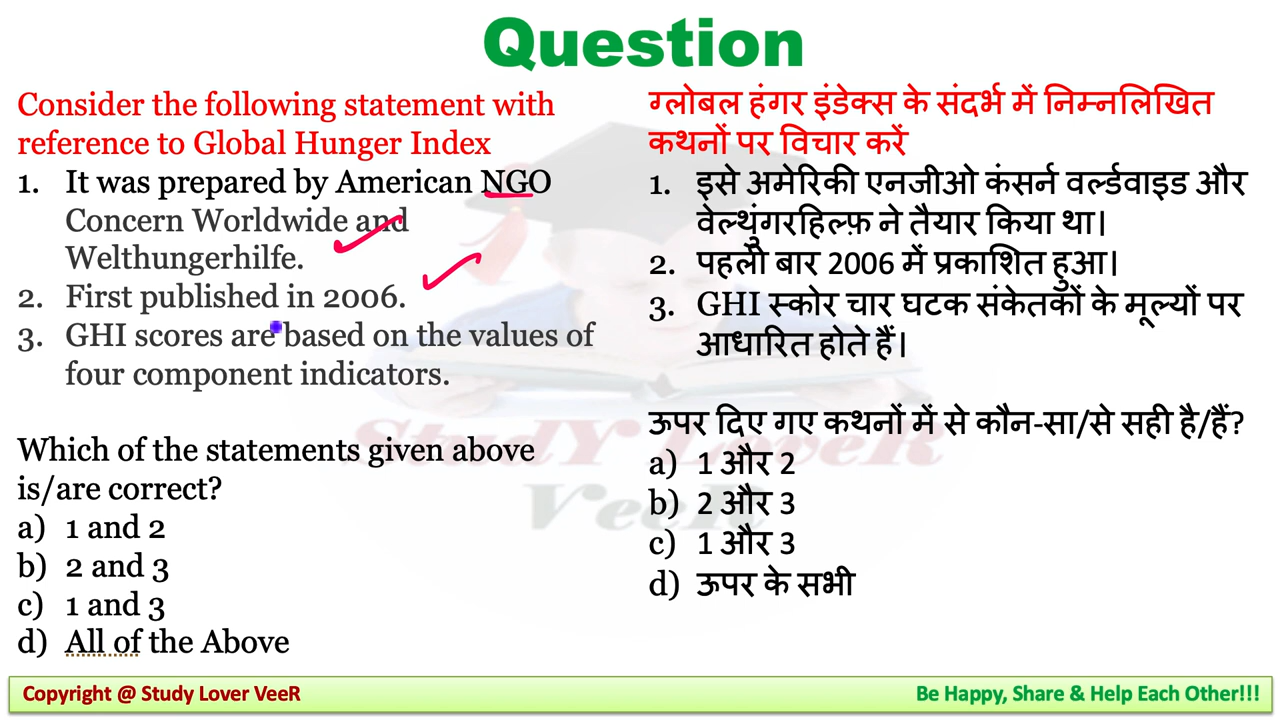 Question
Consider the following statement with
reference to Global Hunger Index
1. It was prepared by American NGO
Concern Worldwide and
Welthungerhilfe.
2. First published in 2006.
3. GHI scores are based on the values of
four component indicators.
Which of the statements given above
is/are correct?
a) 1 and 2
b) 2 and 3
c) 1 and 3
d) All of the Above
ग्लोबल हंगर इंडेक्स के संदर्भ में निम्नलिखित
कथनों पर विचार करें
1. इसे अमेरिकी एनजीओ कंसर्न वर्ल्डवाइड और
वेल्थुंगरहिल्फ़ ने तैयार किया था।
2. पहली बार 2006 में प्रकाशित हुआ।
3. GHI स्कोर चार घटक संकेतकों के मूल्यों पर
आधारित होते हैं।
ऊपर दिए गए कथनों में से कौन-सा/से सही है/हैं?
a) 1 और 2
b) 2 और 3
c) 1 और 3
d) ऊपर के सभी
StudY LoveR
VeeR
Copyright @ Study Lover VeeR
Be Happy, Share & Help Each Other!!!